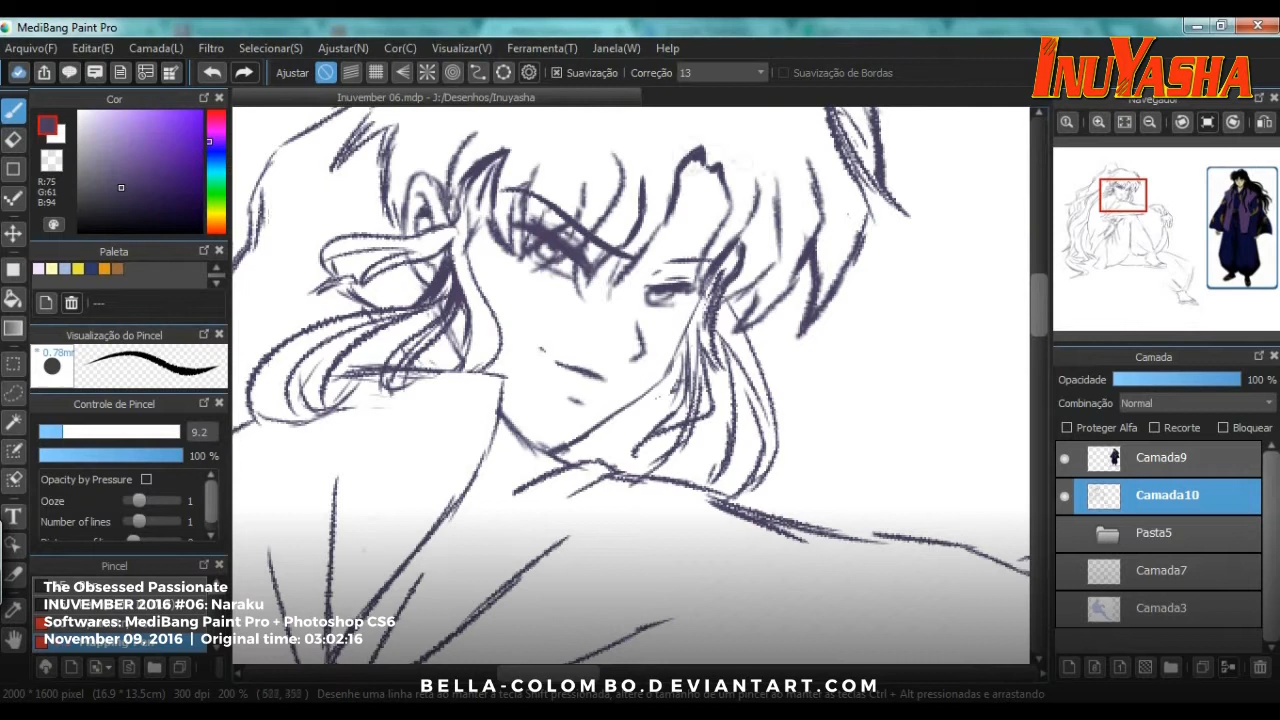 MediBang Paint Pro
Arquivo(F) Editar(E) Camada(L) Filtro Selecionar(S) Ajustar(N) Cor(C) Visualizar(V) Ferramenta(T) Janela(W) Help
INUYASHA
Ajustar Suavização Correção 13 Suavização de Bordas
Cor
Inuvember 06.mdp - J:/Desenhos/Inuyasha
Navegador
R:75
G:61
B:94
Paleta
---
Visualização do Pincel
* 0.78mm
Controle de Pincel
9.2
100 %
Opacity by Pressure
Ooze 1
Number of lines 1
Pincel
Camada
Opacidade 100 %
Combinação Normal
Proteger Alfa Recorte Bloquear
Camada9
Camada10
Pasta5
Camada7
Camada3
The Obsessed Passionate
INUVEMBER 2016 #06: Naraku
Softwares: MediBang Paint Pro + Photoshop CS6
November 09, 2016 | Original time: 03:02:16
BELLA-COLOMBO.DEVIANTART.COM
2000 * 1600 pixel (16.9 * 13.5cm) 300 dpi 200 % Desenhe uma linha reta ao manter a tecla Shift pressionada, altere o tamanho de um pincel ao manter as teclas Ctrl + Alt pressionadas e arrastando